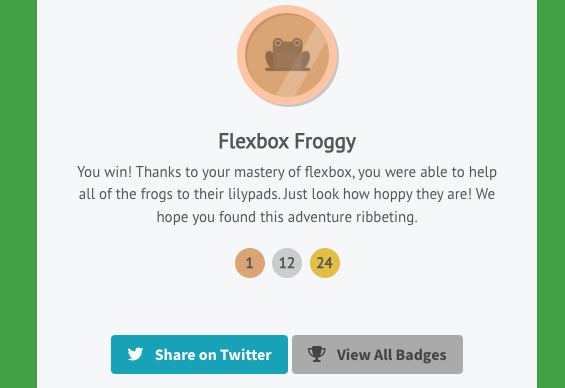 Flexbox Froggy
You win! Thanks to your mastery of flexbox, you were able to help
all of the frogs to their lilypads. Just look how hoppy they are! We
hope you found this adventure ribbeting.
1 12 24
Share on Twitter View All Badges